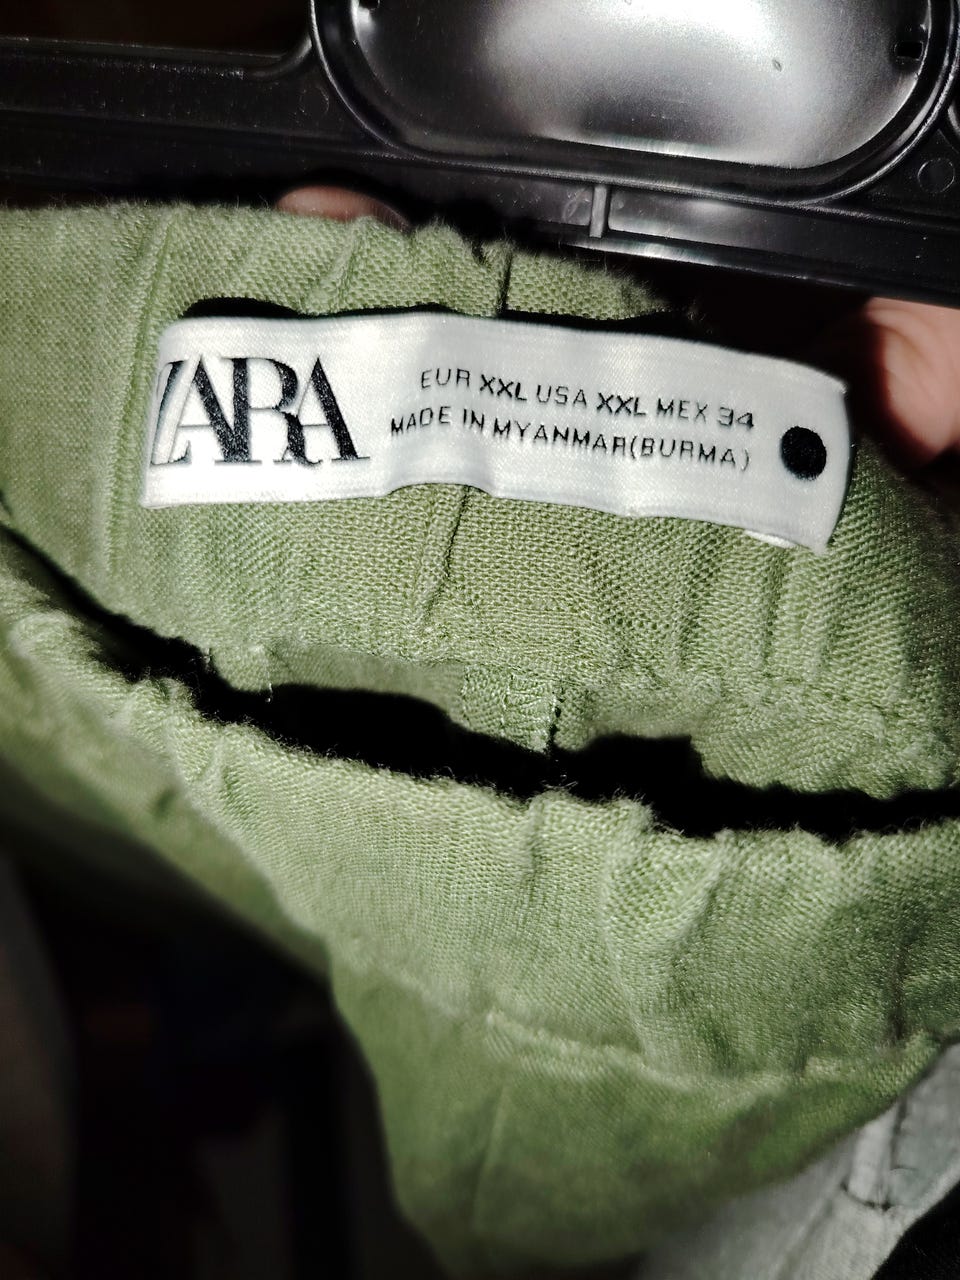 ZARA
EUR XXL USA XXL MEX 34
MADE IN MYANMAR(BURMA)